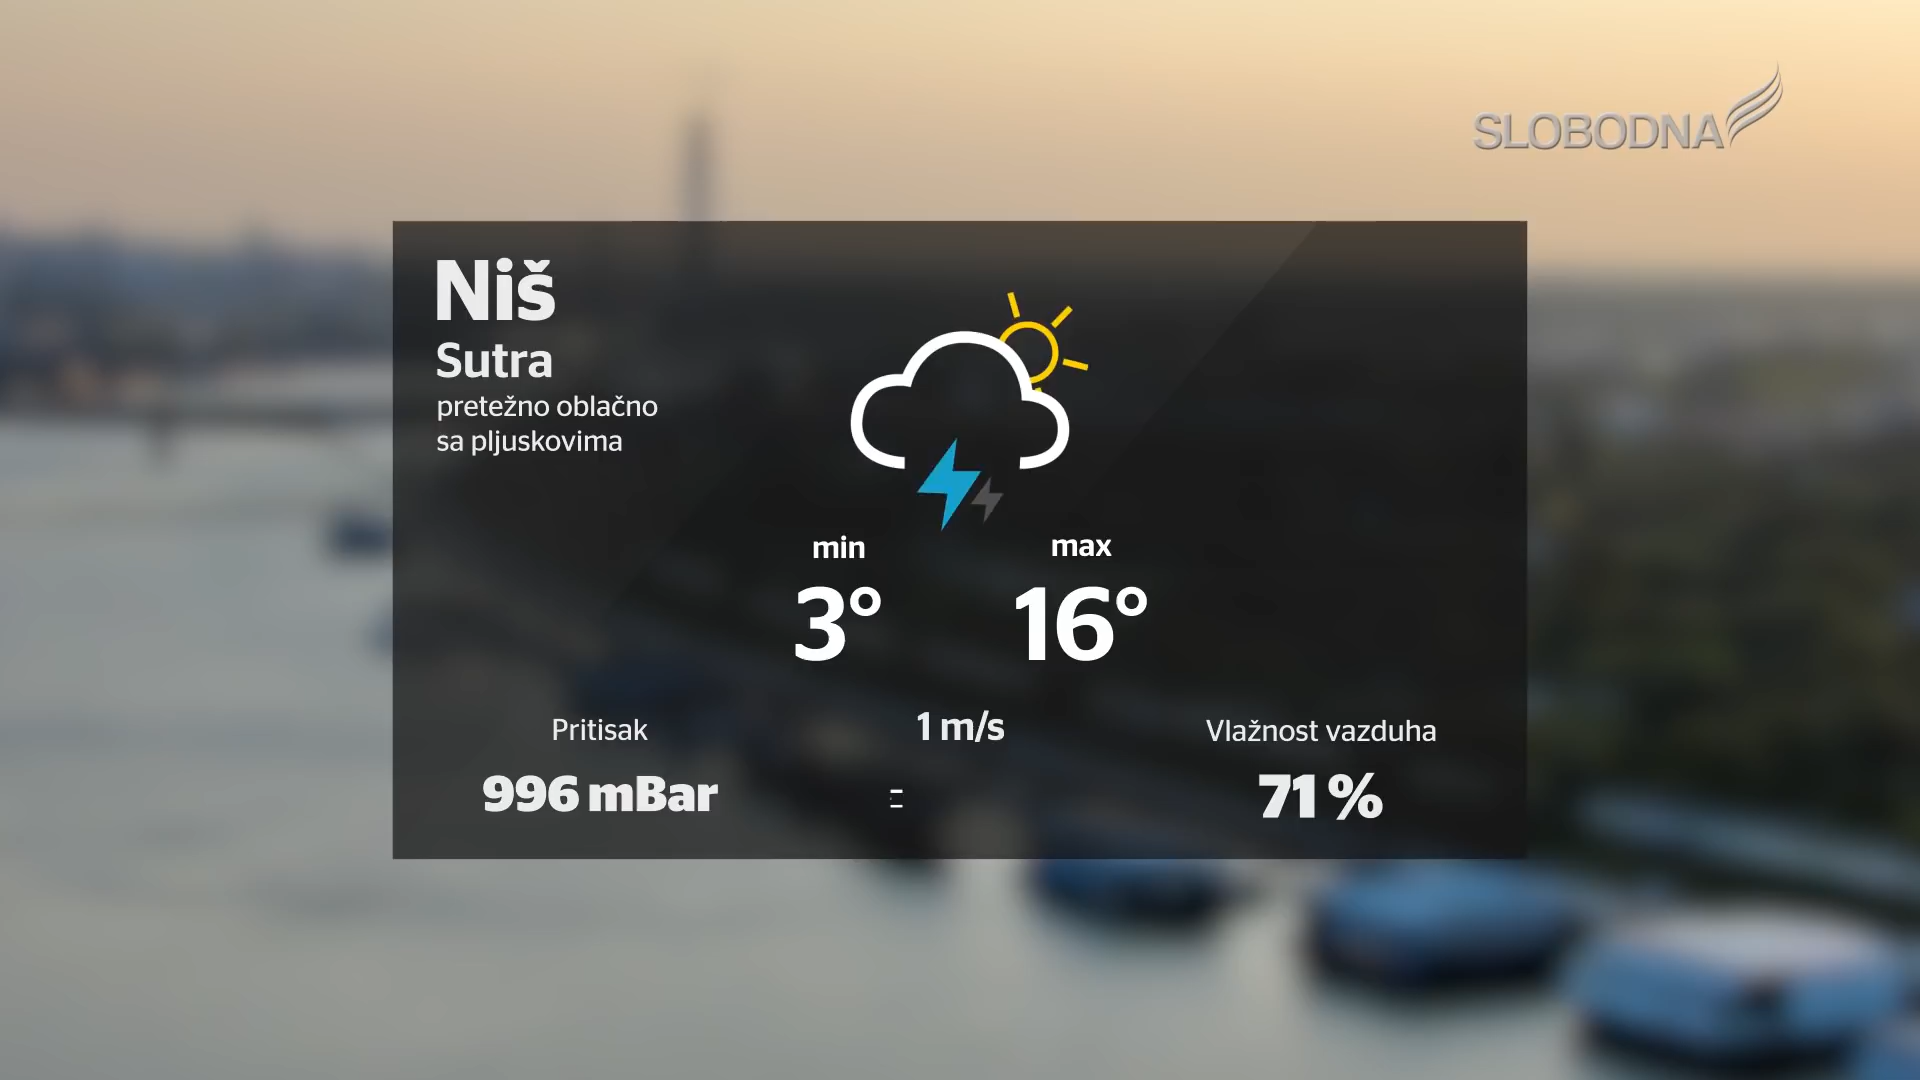 SLOBODNA
Niš
Sutra
pretežno oblačno
sa pljuskovima
min
max
3°
16°
Pritisak
1 m/s
Vlažnost vazduha
996 mBar
71 %